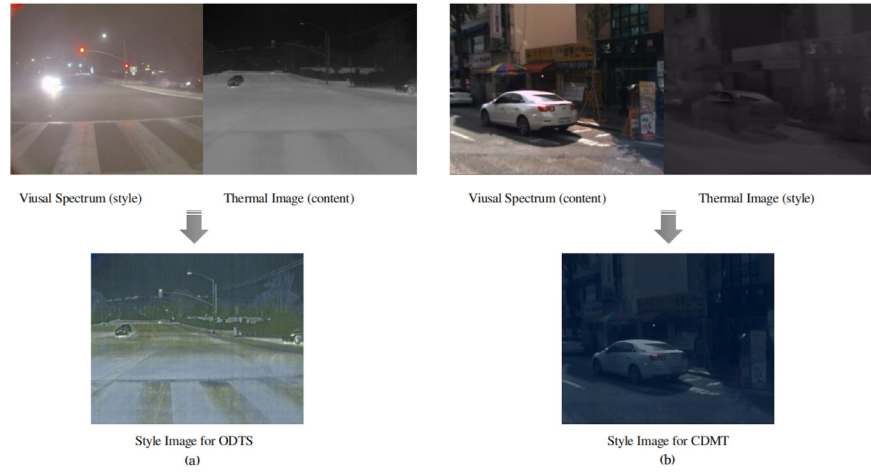 Viusal Spectrum (style)
Thermal Image (content)
Style Image for ODTS
(a)
Visual Spectrum (content)
Thermal Image (style)
Style Image for CDMT
(b)